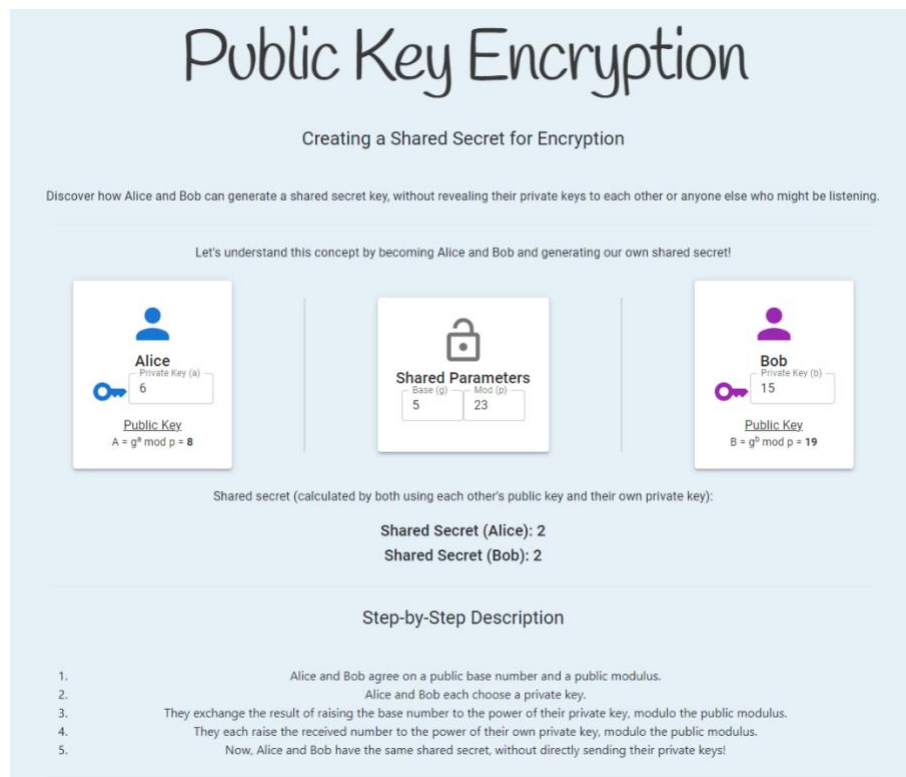 Public Key Encryption
Creating a Shared Secret for Encryption
Discover how Alice and Bob can generate a shared secret key, without revealing their private keys to each other or anyone else who might be listening.
Let's understand this concept by becoming Alice and Bob and generating our own shared secret!
Alice
Private Key (a)
6
Public Key
A = gᵃ mod p = 8
Shared Parameters
Base (g) Mod (p)
5 23
Bob
Private Key (b)
15
Public Key
B = gᵇ mod p = 19
Shared secret (calculated by both using each other's public key and their own private key):
Shared Secret (Alice): 2
Shared Secret (Bob): 2
Step-by-Step Description
1. Alice and Bob agree on a public base number and a public modulus.
2. Alice and Bob each choose a private key.
3. They exchange the result of raising the base number to the power of their private key, modulo the public modulus.
4. They each raise the received number to the power of their own private key, modulo the public modulus.
5. Now, Alice and Bob have the same shared secret, without directly sending their private keys!